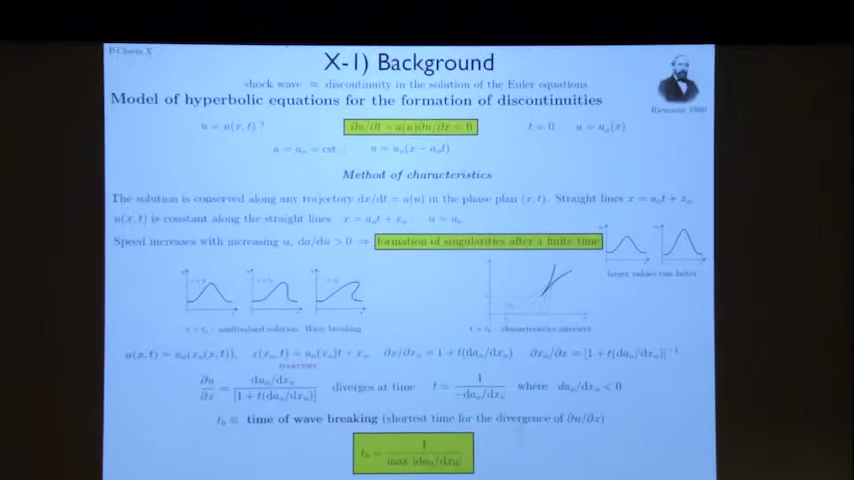 P.Clavin X
X-1) Background
shock wave ≈ discontinuity in the solution of the Euler equations
Model of hyperbolic equations for the formation of discontinuities
Riemann 1860
u = u(x, t) ?
t = 0 : u = u₀(x)
a = a₀ = cst. : u = u₀(x − a₀t)
Method of characteristics
The solution is conserved along any trajectory dx/dt = a(u) in the phase plan (x, t). Straight lines x = a₀t + x₀
u(x, t) is constant along the straight lines x = a₀t + x₀ : u = u₀
Speed increases with increasing u, da/du > 0 ⇒ formation of singularities after a finite time
larger values run faster
multivalued solution. Wave breaking
characteristics intersect
u(x, t) = u₀(x₀(x, t)), x(x₀, t) = a₀(x₀)t + x₀ ∂x/∂x₀ = 1 + t(da₀/dx₀) ∂x₀/∂x = [1 + t(da₀/dx₀)]⁻¹
trajectory
∂u/∂x = (du₀/dx₀)/[1 + t(da₀/dx₀)] diverges at time t = 1/(−da₀/dx₀) where da₀/dx₀ < 0
t_b ≡ time of wave breaking (shortest time for the divergence of ∂u/∂x)
t_b = 1/(max |da₀/dx₀|)